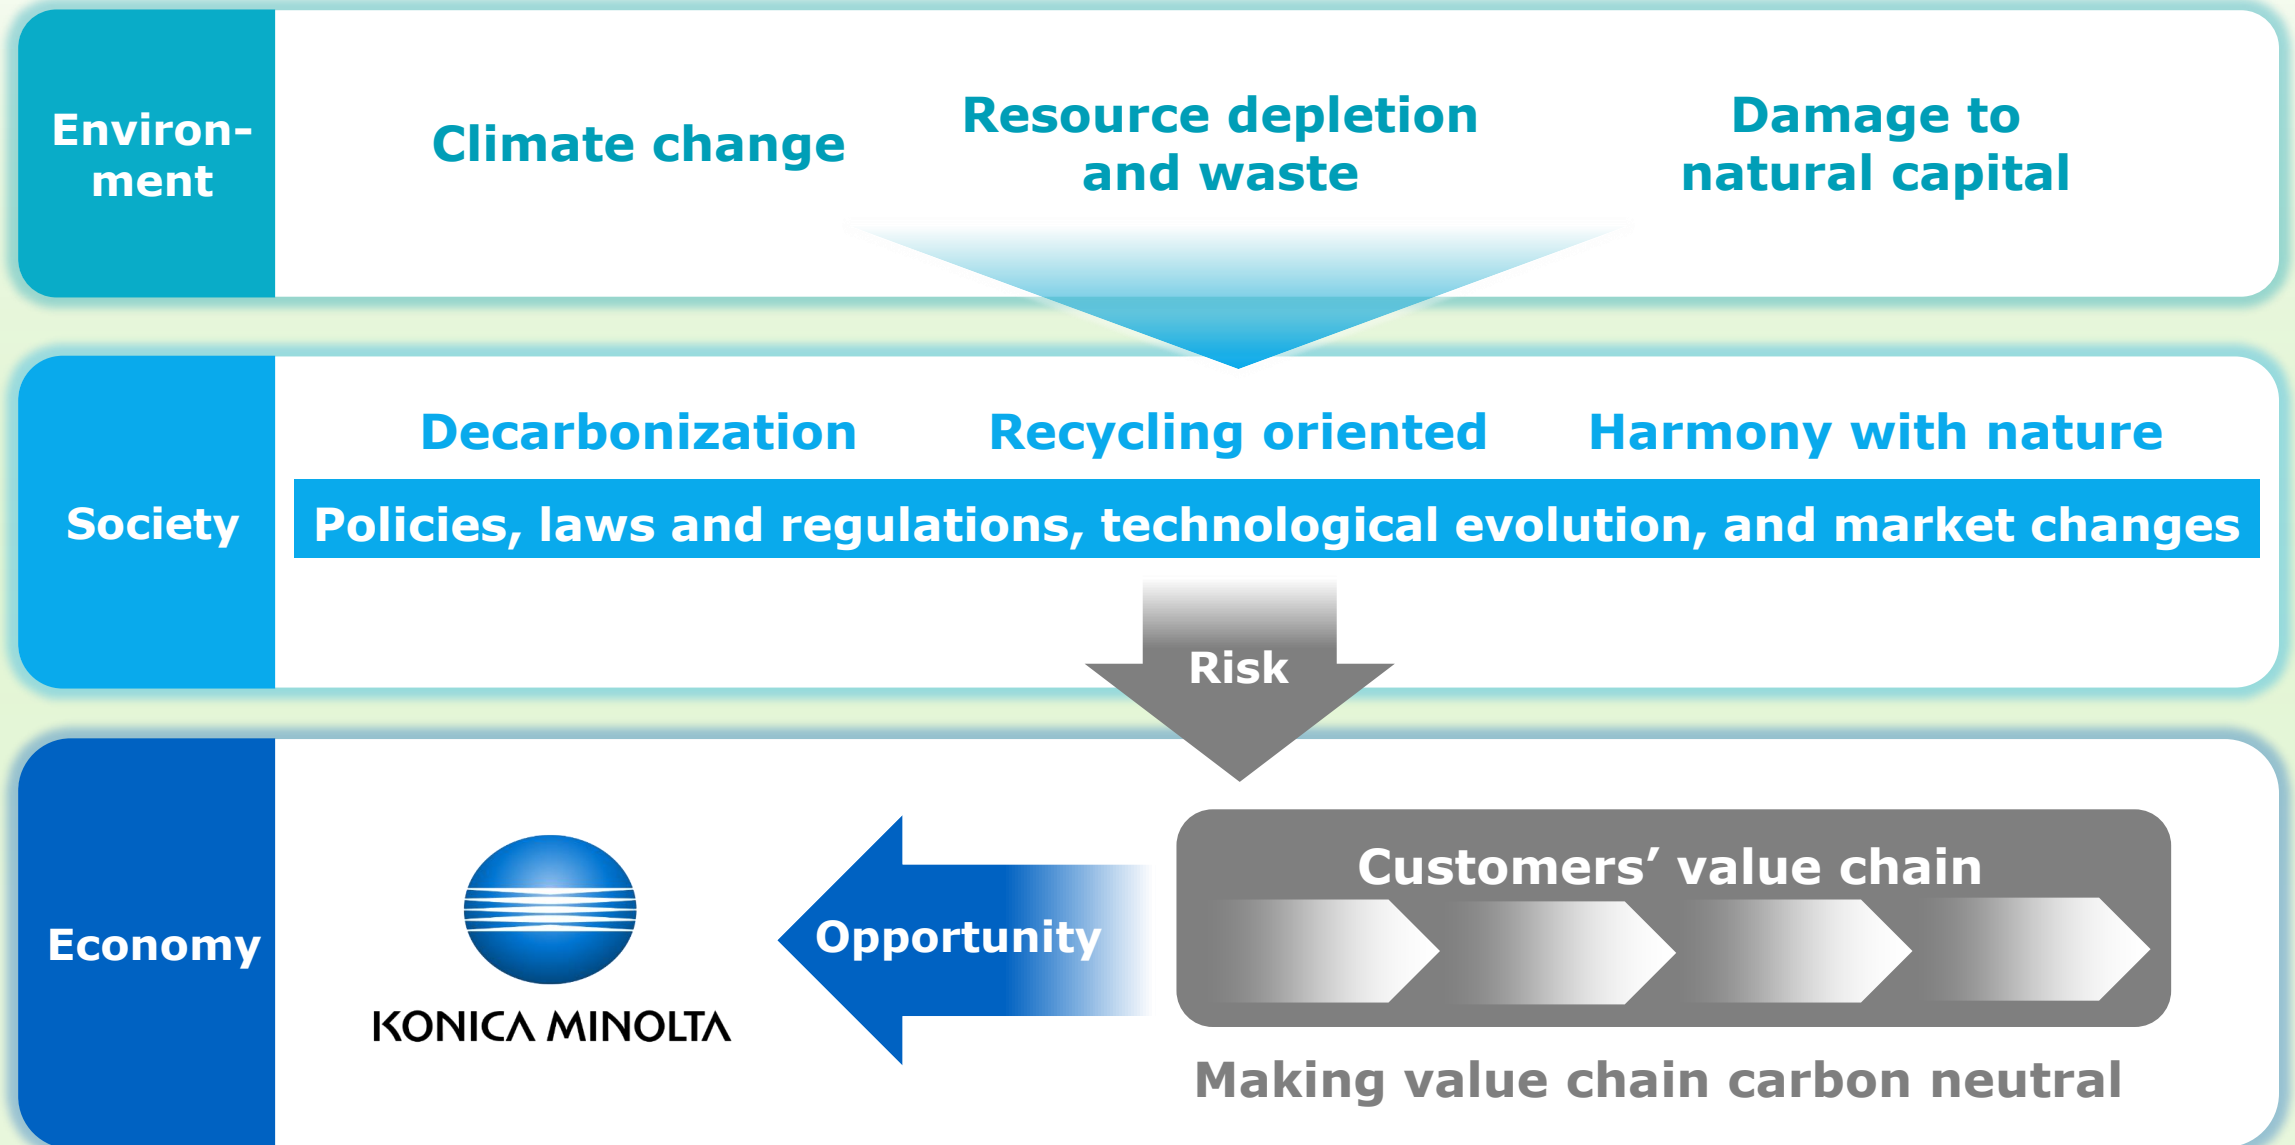 Environ-
ment
Climate change
Resource depletion
and waste
Damage to
natural capital
Society
Decarbonization
Recycling oriented
Harmony with nature
Policies, laws and regulations, technological evolution, and market changes
Risk
Economy
KONICA MINOLTA
Opportunity
Customers’ value chain
Making value chain carbon neutral